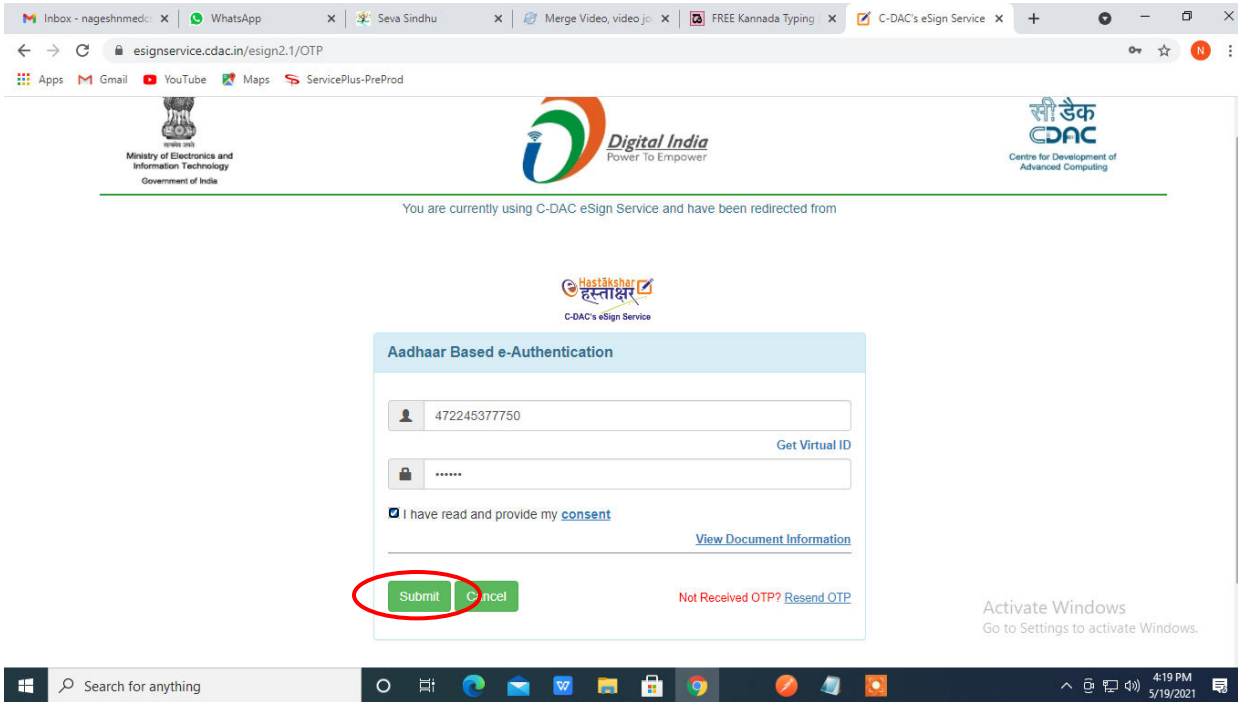 Inbox - nageshnmedc
WhatsApp
Seva Sindhu
Merge Video, video jo
FREE Kannada Typing
C-DAC's eSign Service
esignservice.cdac.in/esign2.1/OTP
N
Apps
Gmail
YouTube
Maps
ServicePlus-PreProd
सत्यमेव जयते
Ministry of Electronics and
Information Technology
Government of India
Digital India
Power To Empower
सी डैक
CDAC
Centre for Development of
Advanced Computing
You are currently using C-DAC eSign Service and have been redirected from
e Hastākshar
हस्ताक्षर
C-DAC's eSign Service
Aadhaar Based e-Authentication
472245377750
Get Virtual ID
••••••
I have read and provide my consent
View Document Information
Submit
Cancel
Not Received OTP? Resend OTP
Activate Windows
Go to Settings to activate Windows.
Search for anything
4:19 PM
5/19/2021